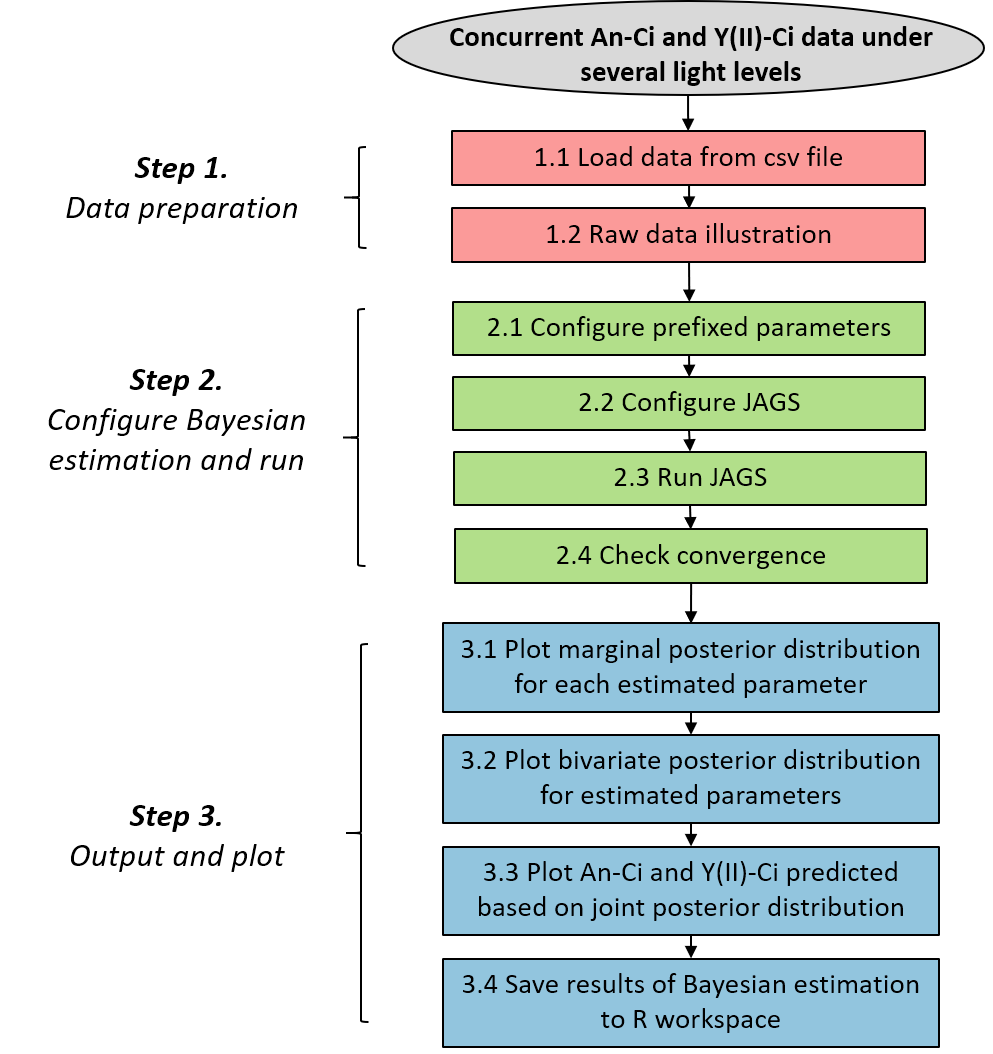 Concurrent An-Ci and Y(II)-Ci data under
several light levels
Step 1.
Data preparation
1.1 Load data from csv file
1.2 Raw data illustration
Step 2.
Configure Bayesian
estimation and run
2.1 Configure prefixed parameters
2.2 Configure JAGS
2.3 Run JAGS
2.4 Check convergence
Step 3.
Output and plot
3.1 Plot marginal posterior distribution
for each estimated parameter
3.2 Plot bivariate posterior distribution
for estimated parameters
3.3 Plot An-Ci and Y(II)-Ci predicted
based on joint posterior distribution
3.4 Save results of Bayesian estimation
to R workspace